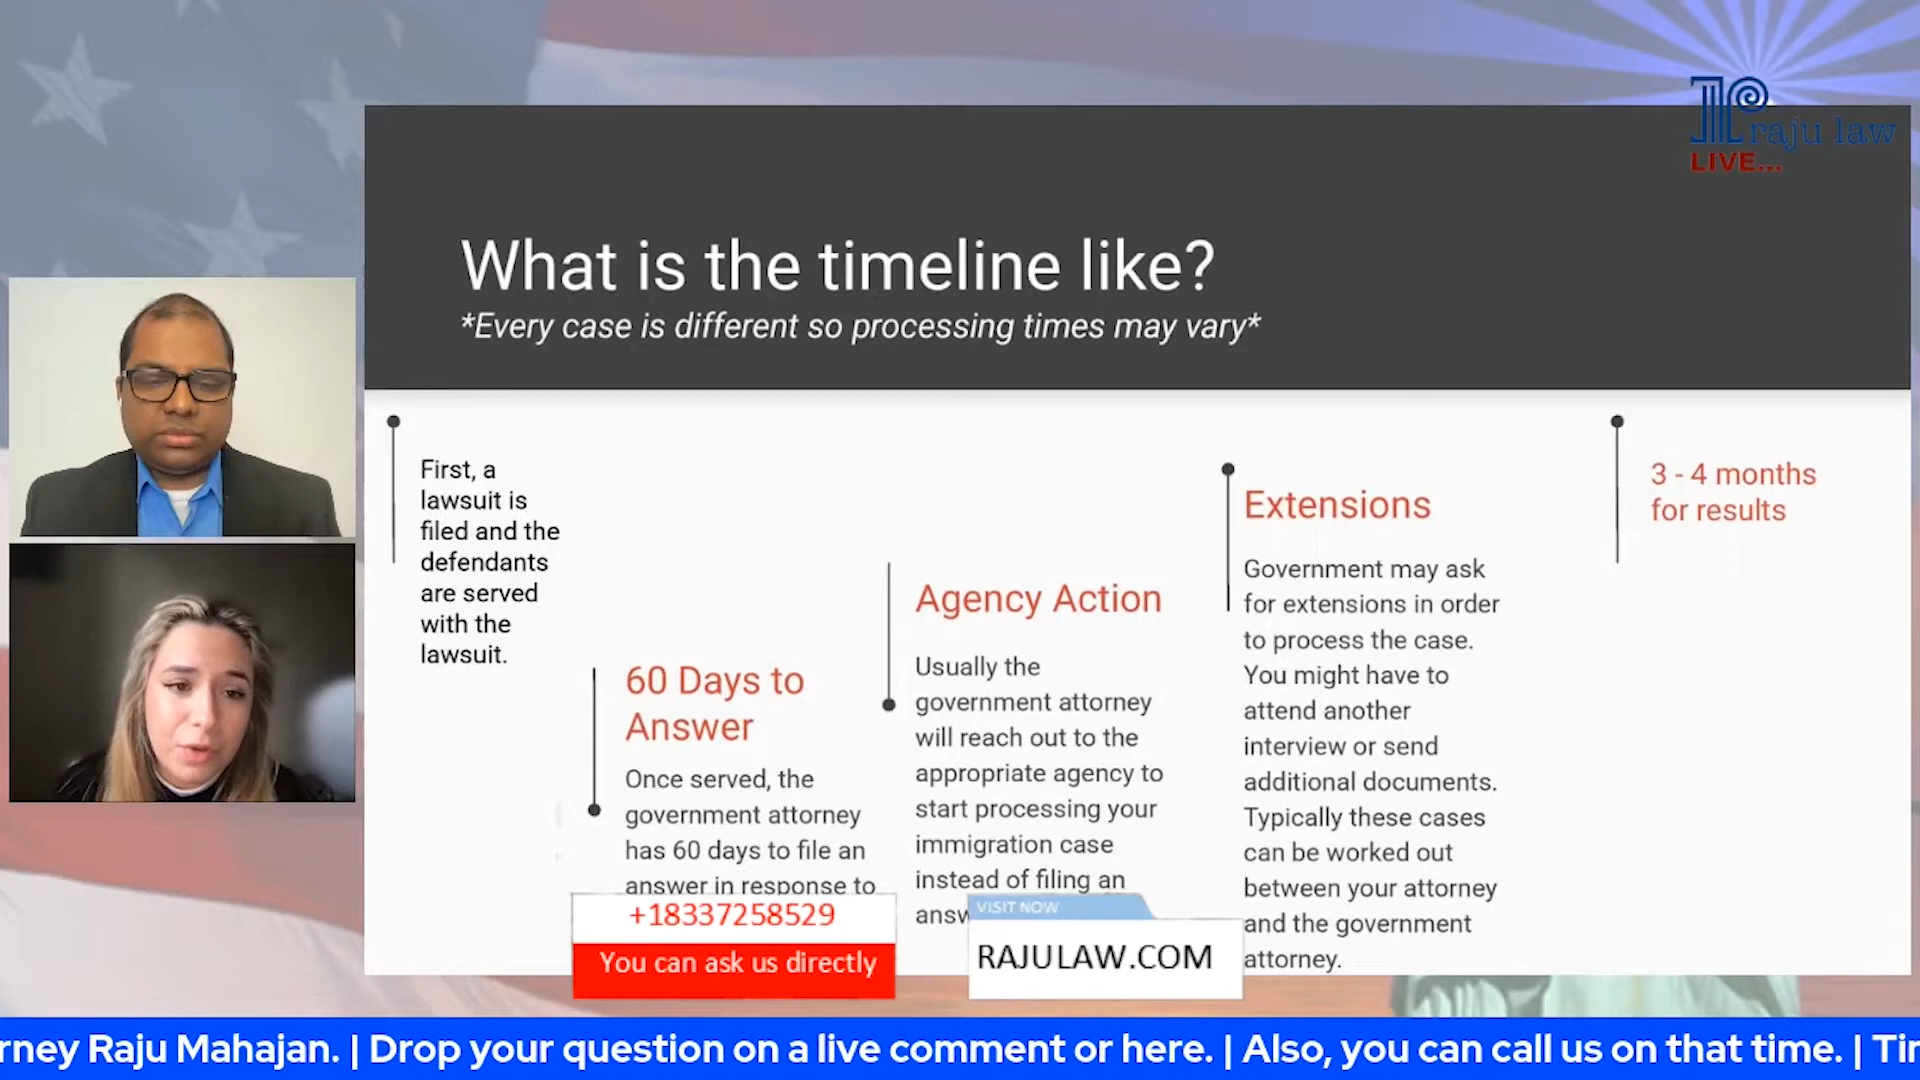 raju law
LIVE...
What is the timeline like?
*Every case is different so processing times may vary*
First, a
lawsuit is
filed and the
defendants
are served
with the
lawsuit.
60 Days to
Answer
Once served, the
government attorney
has 60 days to file an
answer in response to
Agency Action
Usually the
government attorney
will reach out to the
appropriate agency to
start processing your
immigration case
instead of filing an
answ
Extensions
Government may ask
for extensions in order
to process the case.
You might have to
attend another
interview or send
additional documents.
Typically these cases
can be worked out
between your attorney
and the government
attorney.
3 - 4 months
for results
+18337258529
You can ask us directly
VISIT NOW
RAJULAW.COM
rney Raju Mahajan. | Drop your question on a live comment or here. | Also, you can call us on that time. | Tir